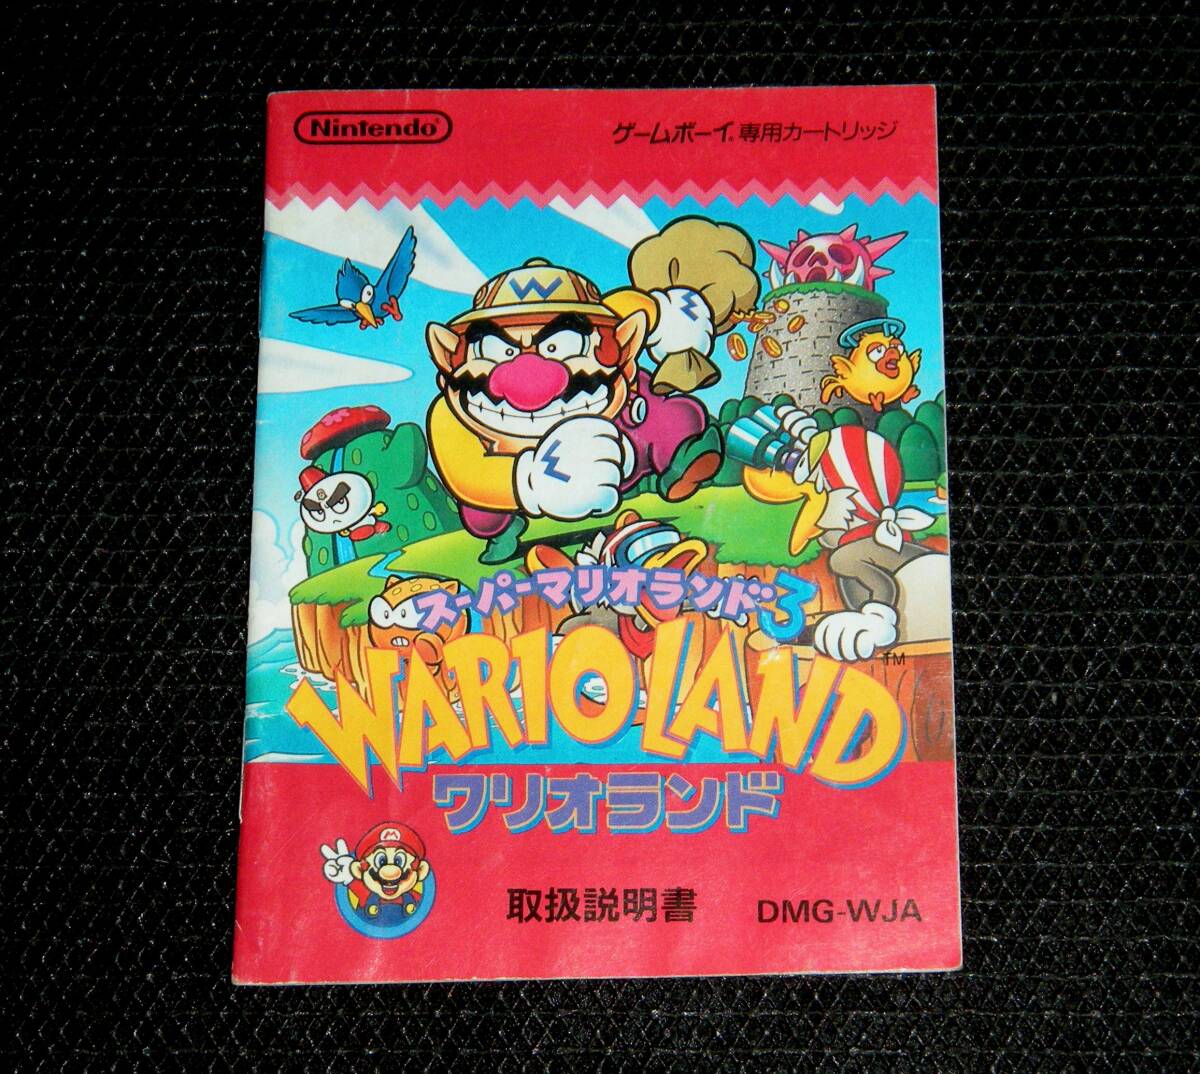 Nintendo®
ゲームボーイ®専用カートリッジ
W
スーパーマリオランド3
WARIOLAND™
ワリオランド
M
取扱説明書
DMG-WJA